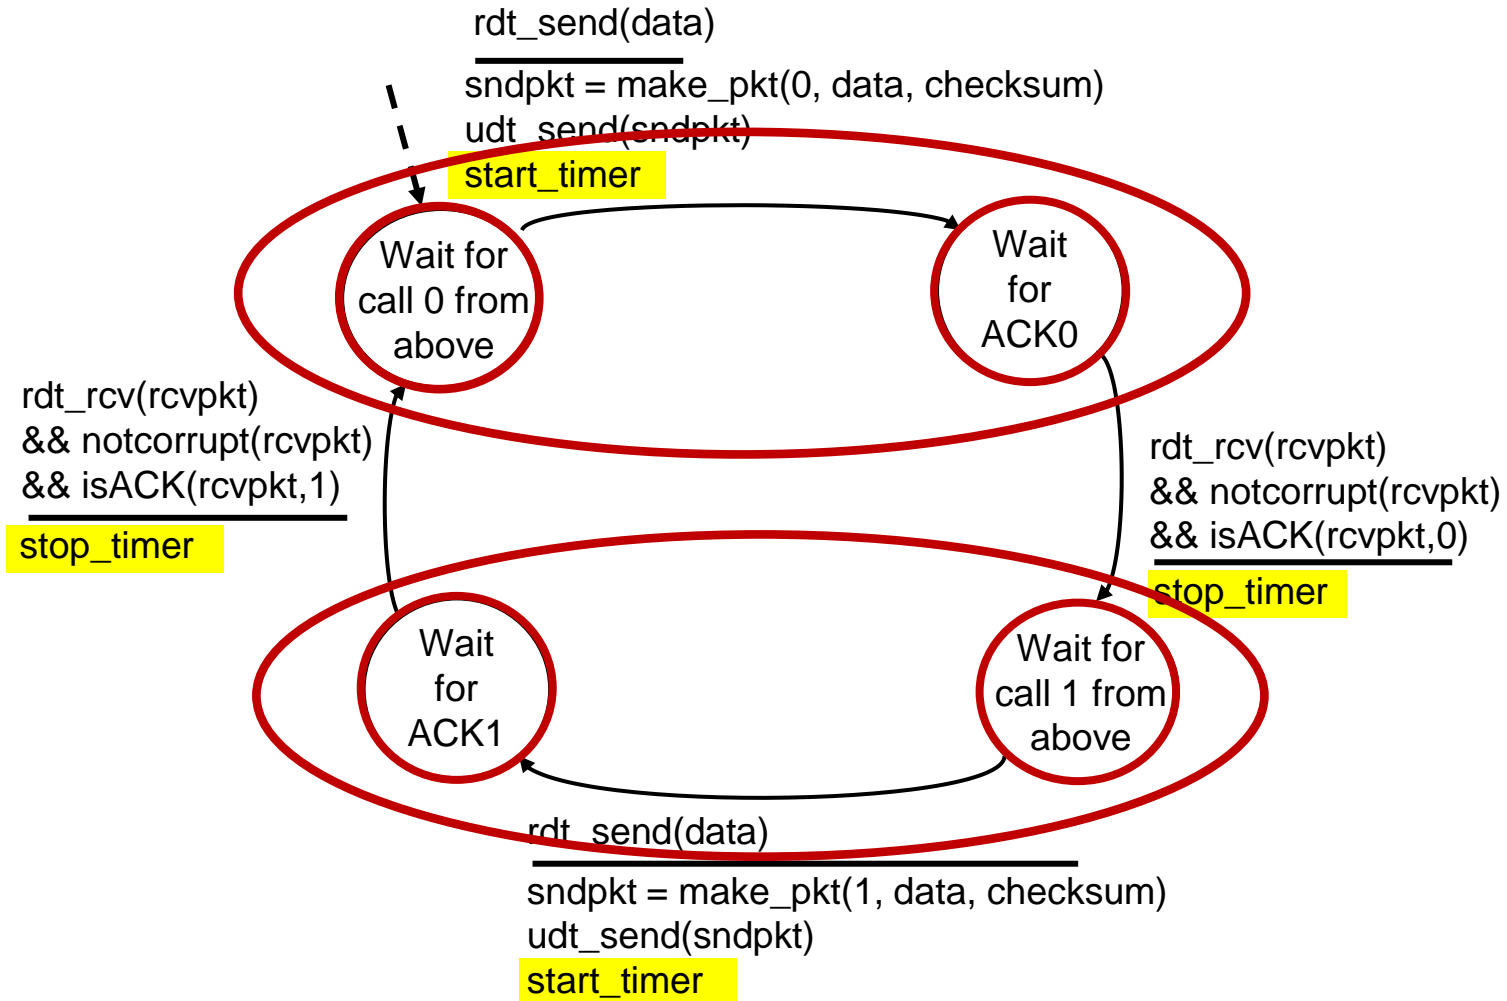 rdt_send(data)
sndpkt = make_pkt(0, data, checksum)
udt_send(sndpkt)
start_timer
Wait for
call 0 from
above
Wait
for
ACK0
rdt_rcv(rcvpkt)
&& notcorrupt(rcvpkt)
&& isACK(rcvpkt,1)
stop_timer
rdt_rcv(rcvpkt)
&& notcorrupt(rcvpkt)
&& isACK(rcvpkt,0)
stop_timer
Wait
for
ACK1
Wait for
call 1 from
above
rdt_send(data)
sndpkt = make_pkt(1, data, checksum)
udt_send(sndpkt)
start_timer